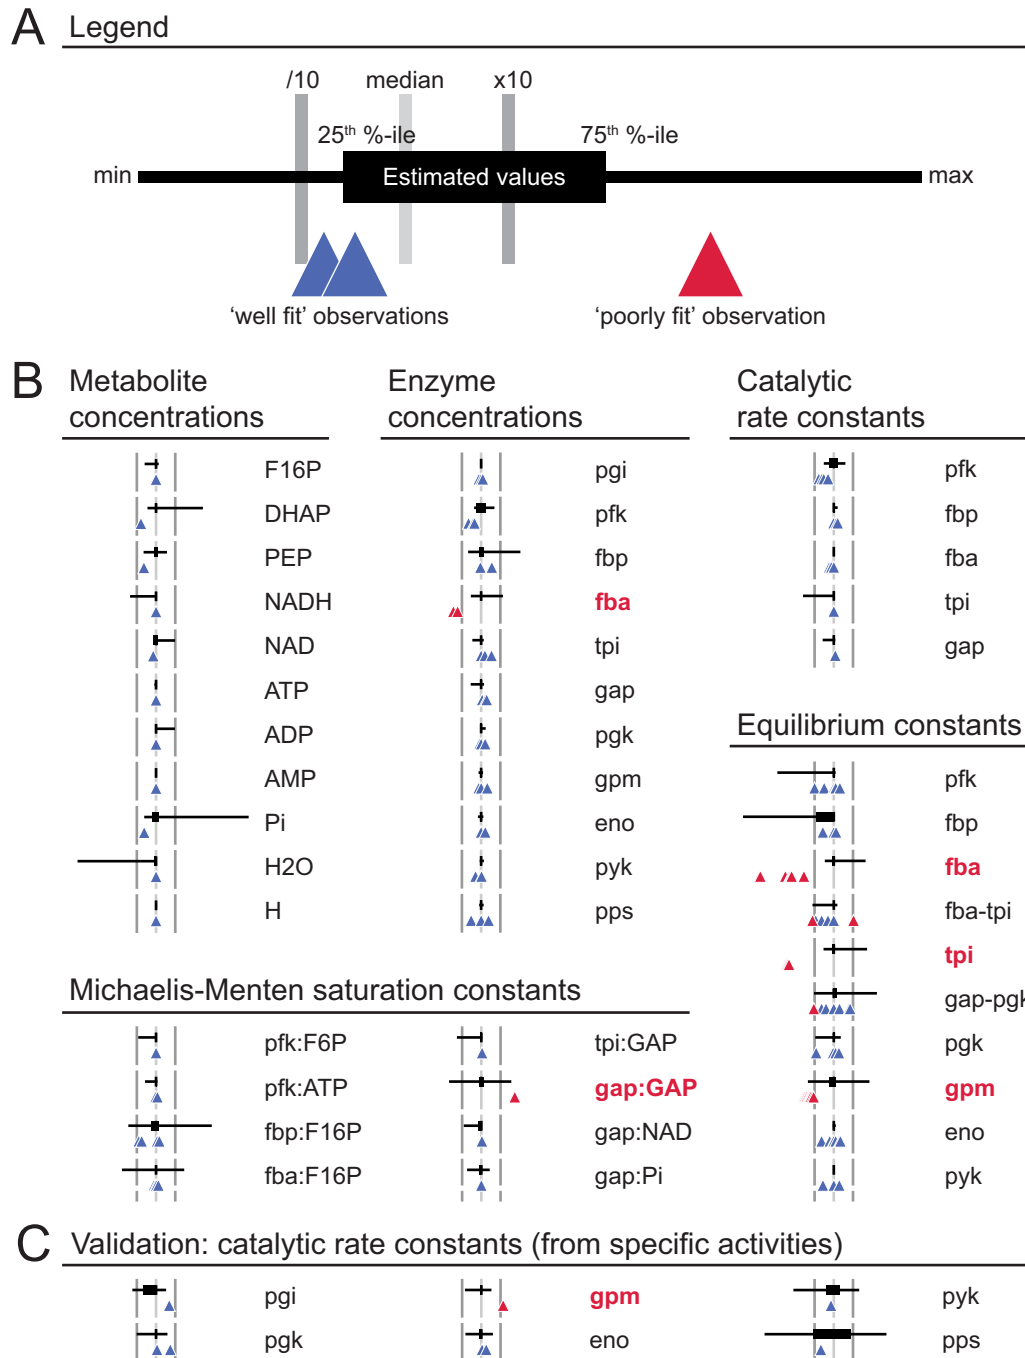 A Legend
/10 median x10
25th %-ile 75th %-ile
min Estimated values max
‘well fit’ observations ‘poorly fit’ observation
B Metabolite
concentrations
F16P
DHAP
PEP
NADH
NAD
ATP
ADP
AMP
Pi
H2O
H
Enzyme
concentrations
pgi
pfk
fbp
fba
tpi
gap
pgk
gpm
eno
pyk
pps
Catalytic
rate constants
pfk
fbp
fba
tpi
gap
Equilibrium constants
pfk
fbp
fba
fba-tpi
tpi
gap-pgk
pgk
gpm
eno
pyk
Michaelis-Menten saturation constants
pfk:F6P
pfk:ATP
fbp:F16P
fba:F16P
tpi:GAP
gap:GAP
gap:NAD
gap:Pi
C Validation: catalytic rate constants (from specific activities)
pgi gpm pyk
pgk eno pps